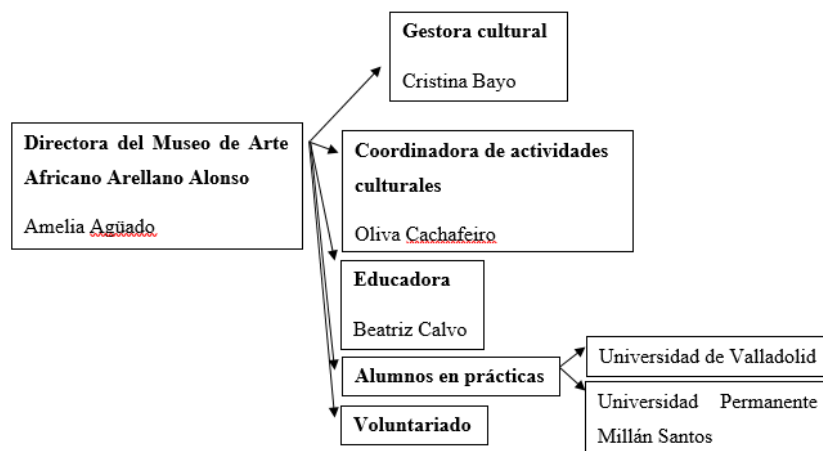 Gestora cultural
Cristina Bayo
Directora del Museo de Arte
Africano Arellano Alonso
Amelia Agüado
Coordinadora de actividades
culturales
Oliva Cachafeiro
Educadora
Beatriz Calvo
Alumnos en prácticas
Universidad de Valladolid
Universidad Permanente
Millán Santos
Voluntariado